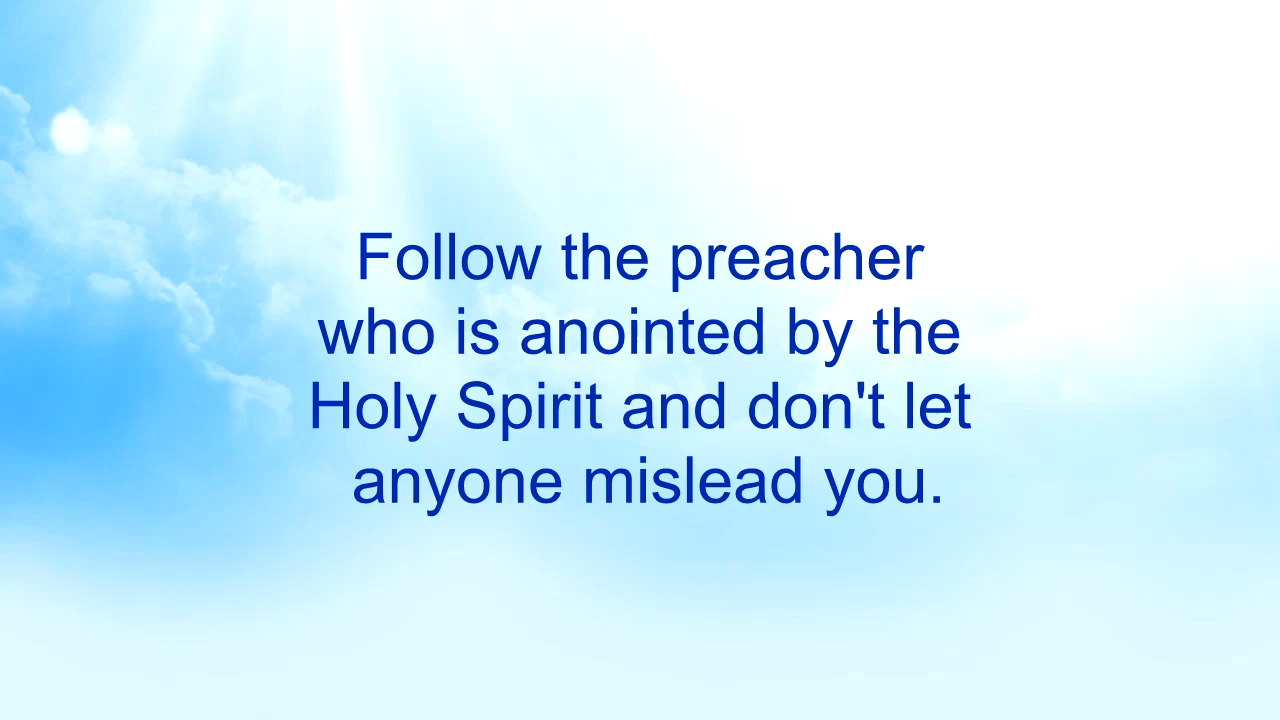 Follow the preacher
who is anointed by the
Holy Spirit and don't let
anyone mislead you.